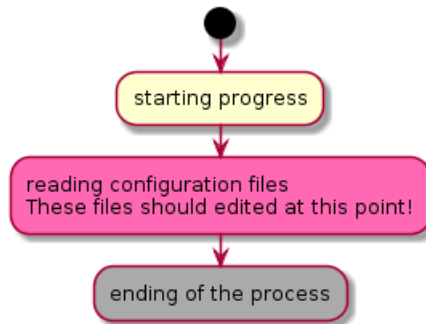 starting progress
reading configuration files
These files should edited at this point!
ending of the process